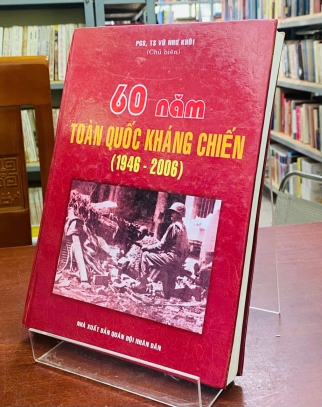 PGS, TS VŨ NHƯ KHÔI
(Chủ biên)
60 năm
TOÀN QUỐC KHÁNG CHIẾN
(1946 - 2006)
NHÀ XUẤT BẢN QUÂN ĐỘI NHÂN DÂN